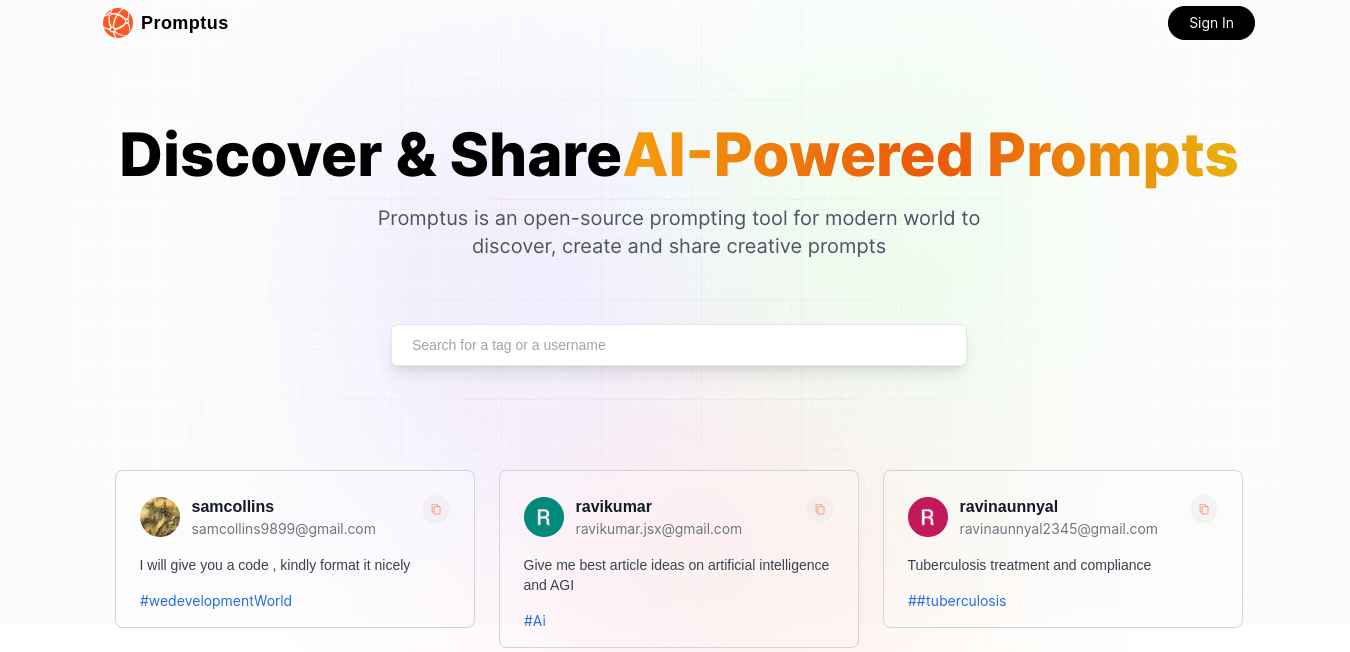 Promptus
Sign In
Discover & ShareAI-Powered Prompts
Promptus is an open-source prompting tool for modern world to
discover, create and share creative prompts
Search for a tag or a username
samcollins
samcollins9899@gmail.com
I will give you a code , kindly format it nicely
#wedevelopmentWorld
R
ravikumar
ravikumar.jsx@gmail.com
Give me best article ideas on artificial intelligence
and AGI
#Ai
R
ravinaunnyal
ravinaunnyal2345@gmail.com
Tuberculosis treatment and compliance
##tuberculosis